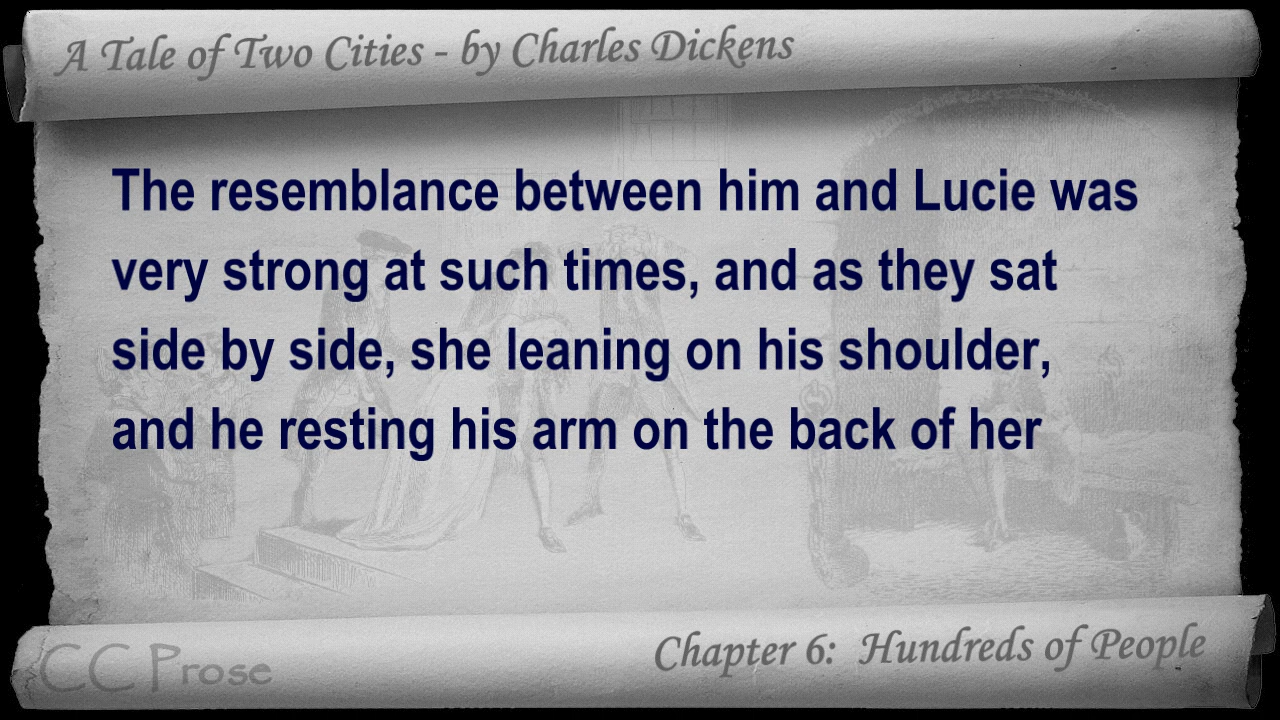 A Tale of Two Cities - by Charles Dickens
The resemblance between him and Lucie was
very strong at such times, and as they sat
side by side, she leaning on his shoulder,
and he resting his arm on the back of her
Chapter 6: Hundreds of People
CC Prose